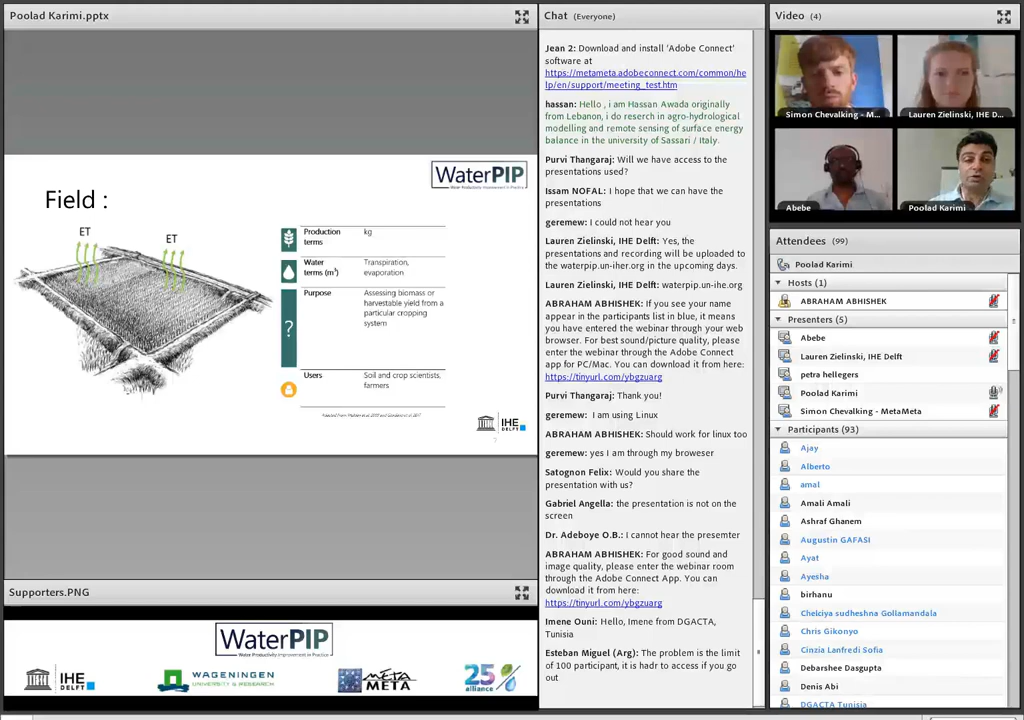 Poolad Karimi.pptx
WaterPIP
Water Productivity Improvement in Practice
Field :
ET
ET
Production
terms
kg
Water
terms (m³)
Transpiration,
evaporation
Purpose
Assessing biomass or
harvestable yield from a
particular cropping
system
?
Users
Soil and crop scientists,
farmers
IHE
DELFT
7
Supporters.PNG
WaterPIP
Water Productivity Improvement in Practice
IHE
DELFT
WAGENINGEN
UNIVERSITY & RESEARCH
META
META
25
alliance
Chat (Everyone)
Jean 2: Download and install 'Adobe Connect'
software at
https://metameta.adobeconnect.com/common/he
lp/en/support/meeting_test.htm
hassan: Hello , i am Hassan Awada originally
from Lebanon, i do reserch in agro-hydrological
modelling and remote sensing of surface energy
balance in the university of Sassari / Italy.
Purvi Thangaraj: Will we have access to the
presentations used?
Issam NOFAL: I hope that we can have the
presentations
geremew: I could not hear you
Lauren Zielinski, IHE Delft: Yes, the
presentations and recording will be uploaded to
the waterpip.un-iher.org in the upcoming days.
Lauren Zielinski, IHE Delft: waterpip.un-ihe.org
ABRAHAM ABHISHEK: If you see your name
appear in the participants list in blue, it means
you have entered the webinar through your web
browser. For best sound/picture quality, please
enter the webinar through the Adobe Connect
app for PC/Mac. You can download it from here:
https://tinyurl.com/ybgzuarg
Purvi Thangaraj: Thank you!
geremew: I am using Linux
ABRAHAM ABHISHEK: Should work for linux too
geremew: yes I am through my broweser
Satognon Felix: Would you share the
presentation with us?
Gabriel Angella: the presentation is not on the
screen
Dr. Adeboye O.B.: I cannot hear the presemter
ABRAHAM ABHISHEK: For good sound and
image quality, please enter the webinar room
through the Adobe Connect App. You can
download it from here:
https://tinyurl.com/ybgzuarg
Imene Ouni: Hello, Imene from DGACTA,
Tunisia
Esteban Miguel (Arg): The problem is the limit
of 100 participant, it is hadr to access if you go
out
Video (4)
Simon Chevalking - M...
Lauren Zielinski, IHE D...
Abebe
Poolad Karimi
Attendees (99)
Poolad Karimi
Hosts (1)
ABRAHAM ABHISHEK
Presenters (5)
Abebe
Lauren Zielinski, IHE Delft
petra hellegers
Poolad Karimi
Simon Chevalking - MetaMeta
Participants (93)
Ajay
Alberto
amal
Amali Amali
Ashraf Ghanem
Augustin GAFASI
Ayat
Ayesha
birhanu
Chelciya sudheshna Gollamandala
Chris Gikonyo
Cinzia Lanfredi Sofia
Debarshee Dasgupta
Denis Abi
DGACTA Tunisia